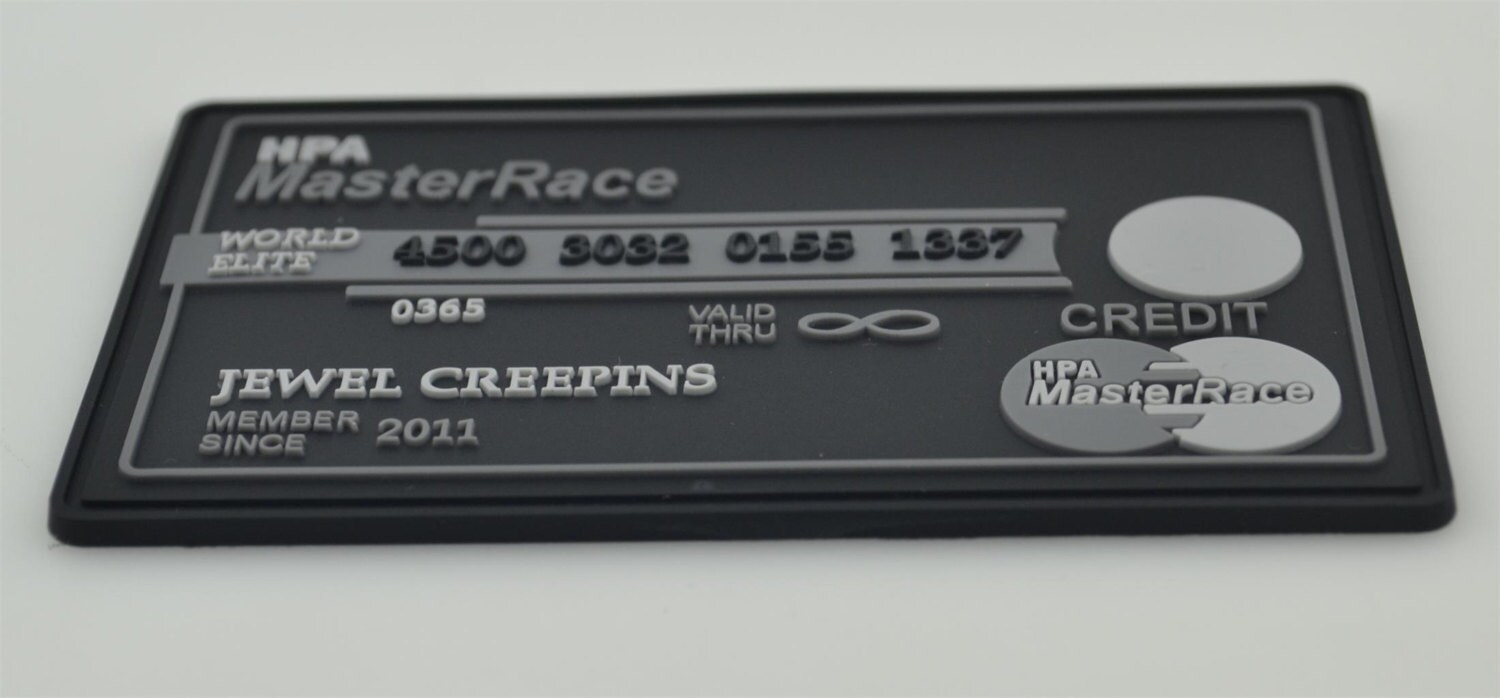 HPA
MasterRace
WORLD
ELITE
4500 3032 0155 1337
0365
VALID
THRU
CREDIT
JEWEL CREEPINS
MEMBER
SINCE
2011
HPA
MasterRace